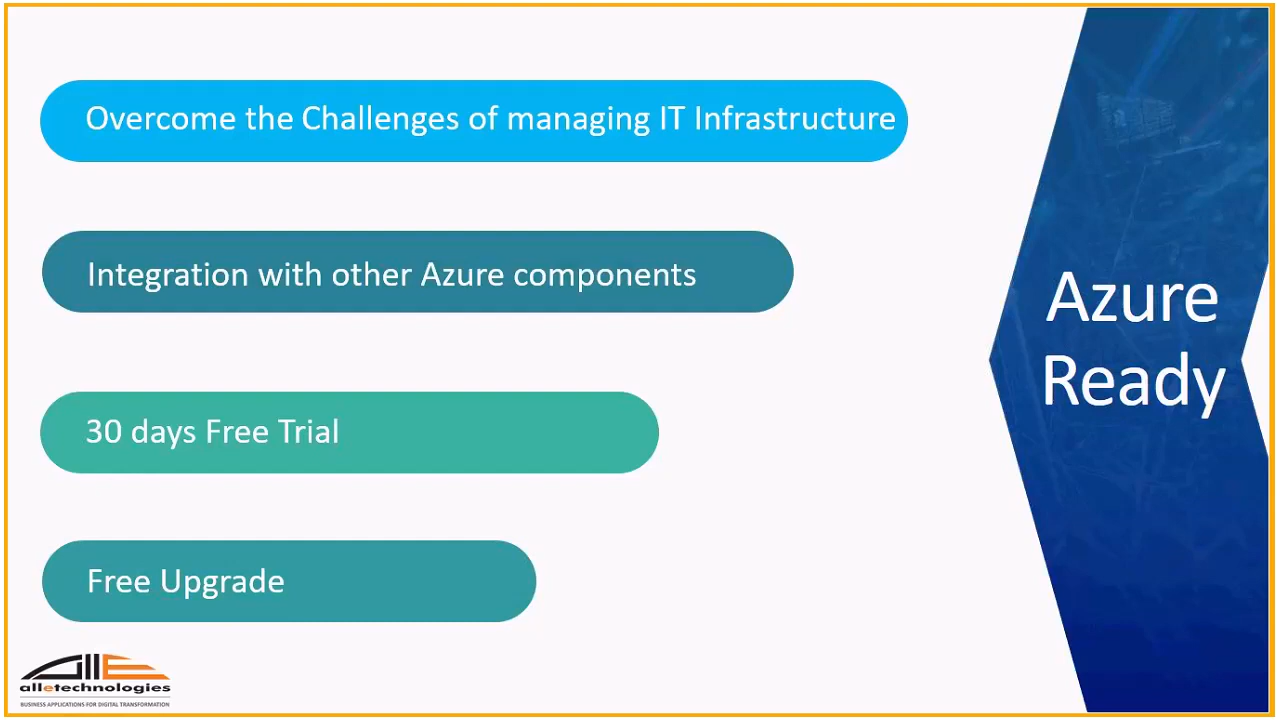 Overcome the Challenges of managing IT Infrastructure
Integration with other Azure components
30 days Free Trial
Free Upgrade
Azure
Ready
alletechnologies
BUSINESS APPLICATIONS FOR DIGITAL TRANSFORMATION